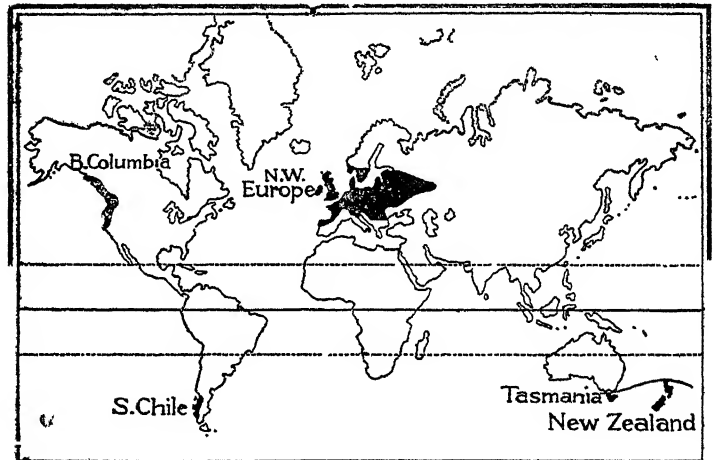 B.Columbia
N.W.
Europe
S.Chile
Tasmania
New Zealand